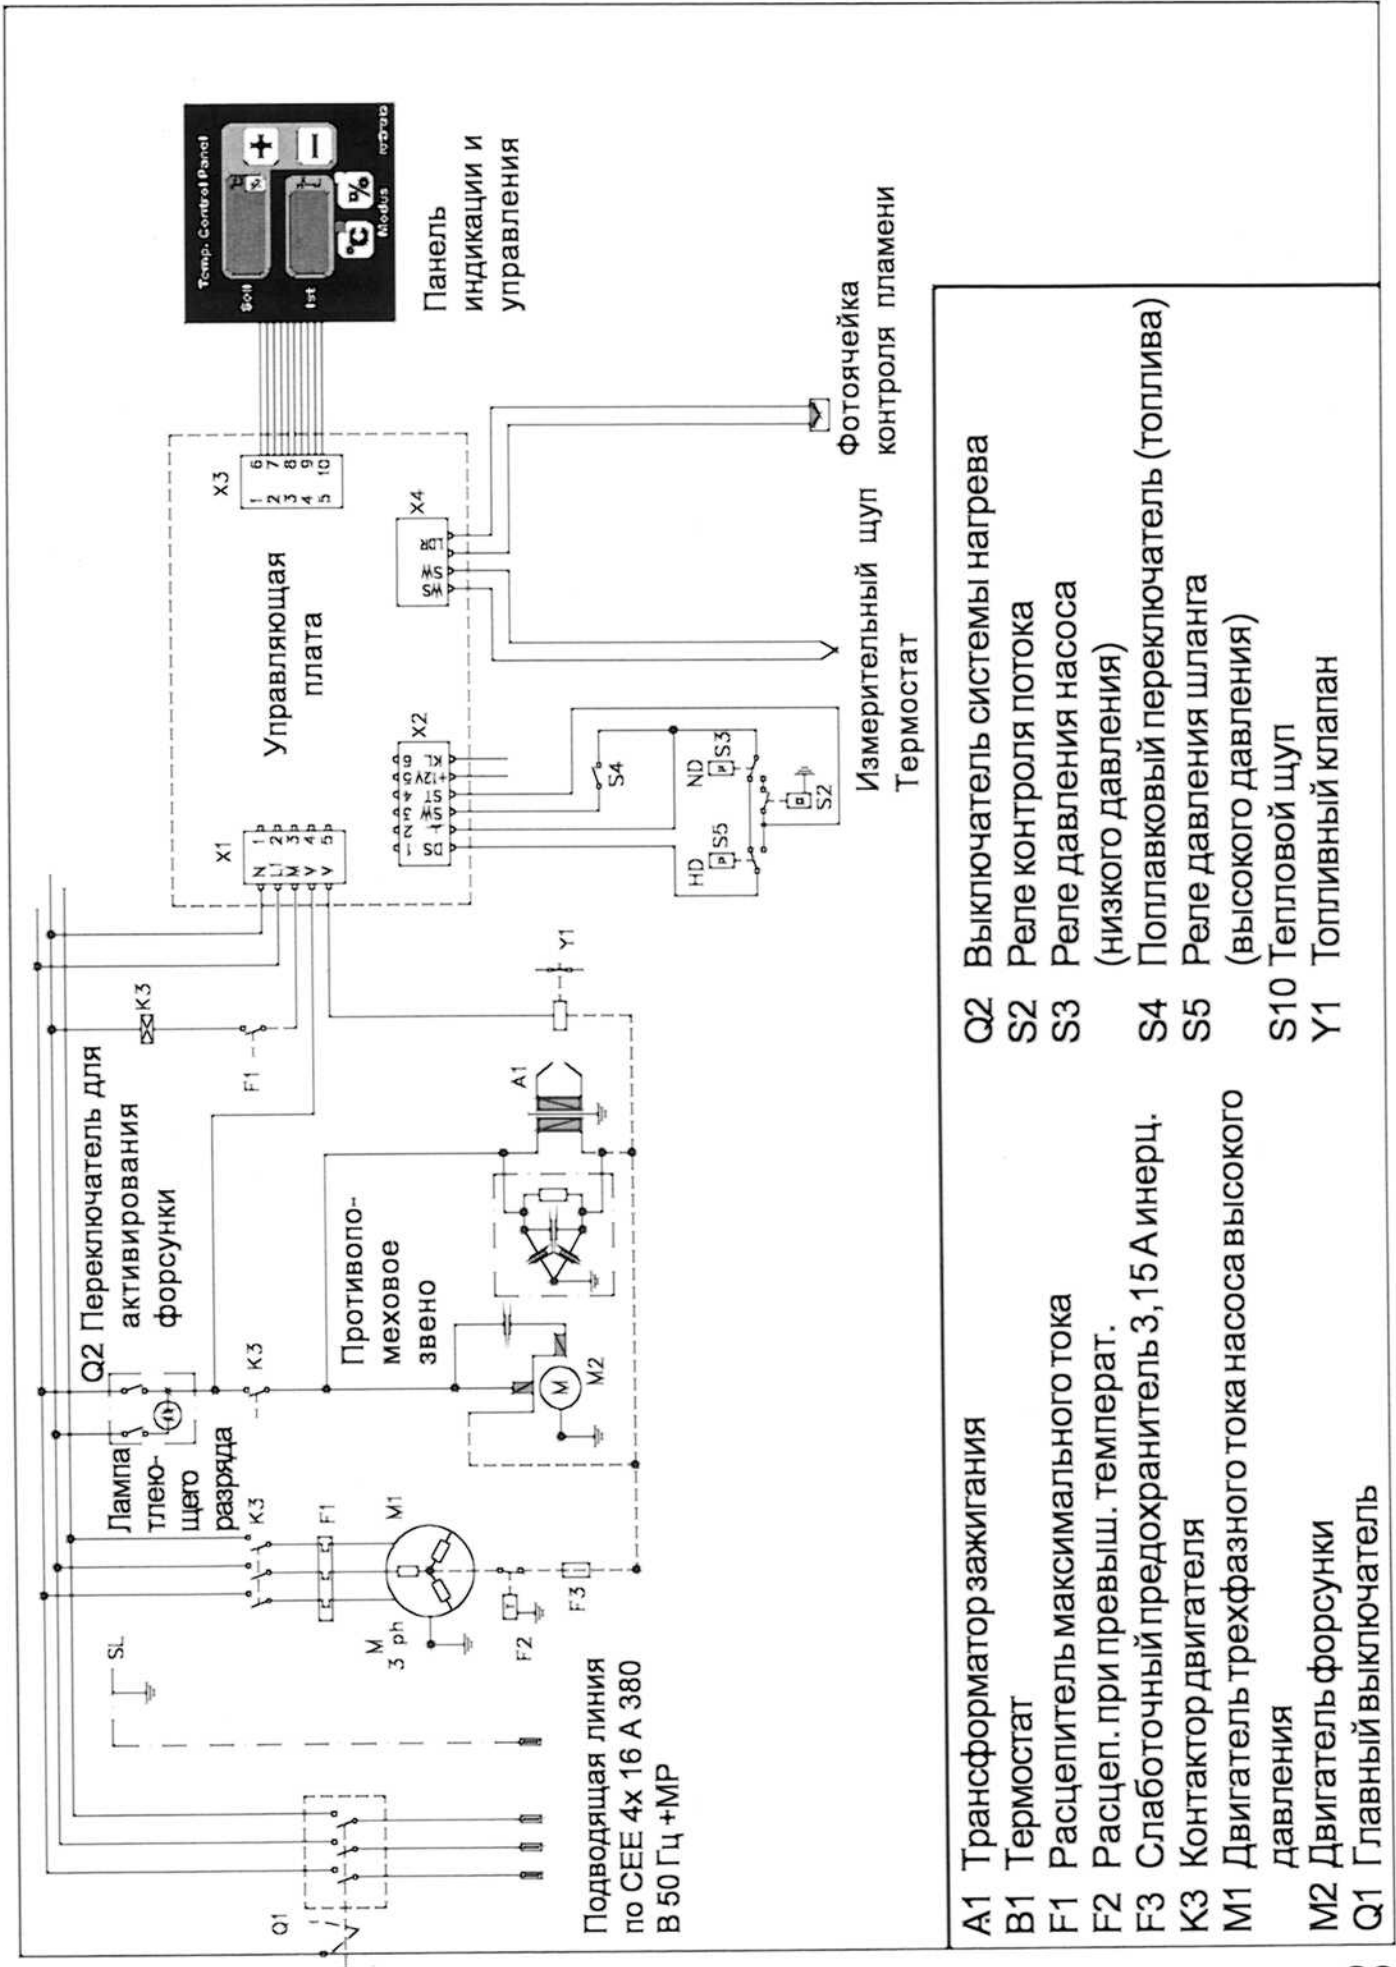 Temp. Control Panel
Soll
Ist
+
−
°C
%
Modus
Панель
индикации и
управления
X3
1 6
2 7
3 8
4 9
5 10
Управляющая
плата
X4
WS
SW
LDR
Фотоячейка
контроля пламени
Измерительный щуп
Термостат
X1
N 1
L1 2
M 3
V 4
V 5
X2
DS 1
2
SW 3
ST 4
+12V 5
KL 6
S4
HD
S5
P
ND
S3
P
S2
K3
F1
Y1
A1
Q2 Переключатель для
активирования
форсунки
K3
Противопо-
меховое
звено
M
M2
Лампа
тлею-
щего
разряда
K3
F1
M1
M
3 ph
F2
F3
SL
Q1
Подводящая линия
по CEE 4x 16 A 380
В 50 Гц +МР
A1 Трансформатор зажигания
B1 Термостат
F1 Расцепитель максимального тока
F2 Расцеп. при превыш. температ.
F3 Слаботочный предохранитель 3,15 А инерц.
K3 Контактор двигателя
M1 Двигатель трехфазного тока насоса высокого
давления
M2 Двигатель форсунки
Q1 Главный выключатель
Q2 Выключатель системы нагрева
S2 Реле контроля потока
S3 Реле давления насоса
(низкого давления)
S4 Поплавковый переключатель (топлива)
S5 Реле давления шланга
(высокого давления)
S10 Тепловой щуп
Y1 Топливный клапан